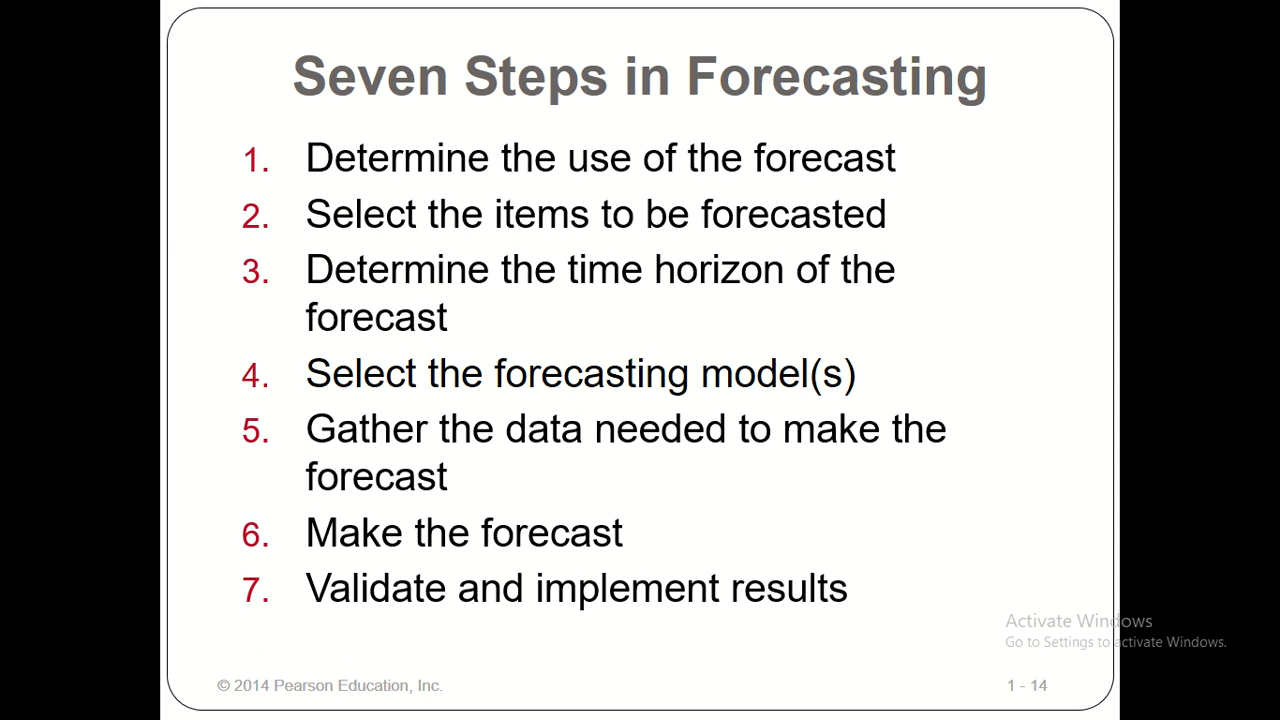 Seven Steps in Forecasting
1. Determine the use of the forecast
2. Select the items to be forecasted
3. Determine the time horizon of the
forecast
4. Select the forecasting model(s)
5. Gather the data needed to make the
forecast
6. Make the forecast
7. Validate and implement results
Activate Windows
Go to Settings to activate Windows.
© 2014 Pearson Education, Inc.
1 - 14